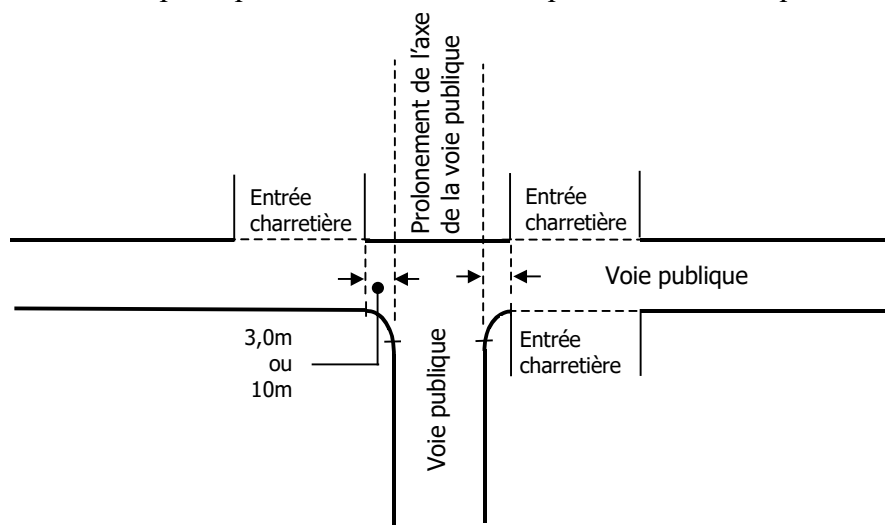 Prolonement de l'axe
de la voie publique
Entrée
charretière
Entrée
charretière
Voie publique
3,0m
ou
10m
Voie publique
Entrée
charretière